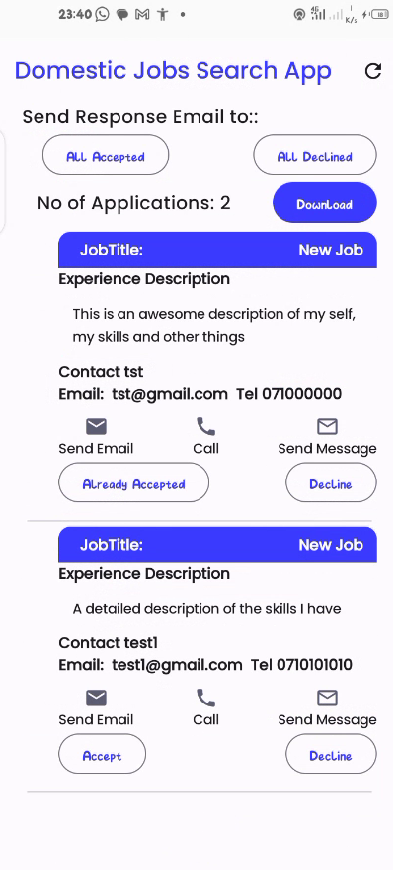 23:40 4G K/s 18
Domestic Jobs Search App
Send Response Email to::
All Accepted All Declined
No of Applications: 2 Download
JobTitle: New Job
Experience Description
This is an awesome description of my self,
my skills and other things
Contact tst
Email: tst@gmail.com Tel 071000000
Send Email Call Send Message
Already Accepted Decline
JobTitle: New Job
Experience Description
A detailed description of the skills I have
Contact test1
Email: test1@gmail.com Tel 0710101010
Send Email Call Send Message
Accept Decline